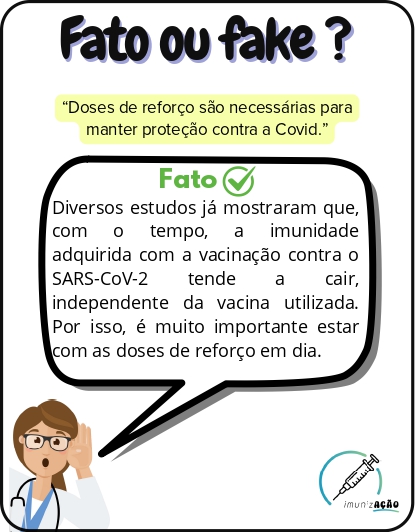 Fato ou fake ?
“Doses de reforço são necessárias para
manter proteção contra a Covid.”
Fato
Diversos estudos já mostraram que,
com o tempo, a imunidade
adquirida com a vacinação contra o
SARS-CoV-2 tende a cair,
independente da vacina utilizada.
Por isso, é muito importante estar
com as doses de reforço em dia.
imunizAÇÃO